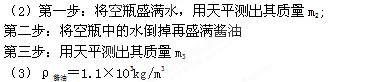 （2）第一步：将空瓶盛满水，用天平测出其质量m₂；
第二步：将空瓶中的水倒掉再盛满酱油
第三步：用天平测出其质量m₃
（3）ρ酱油＝1.1×10³kg/m³